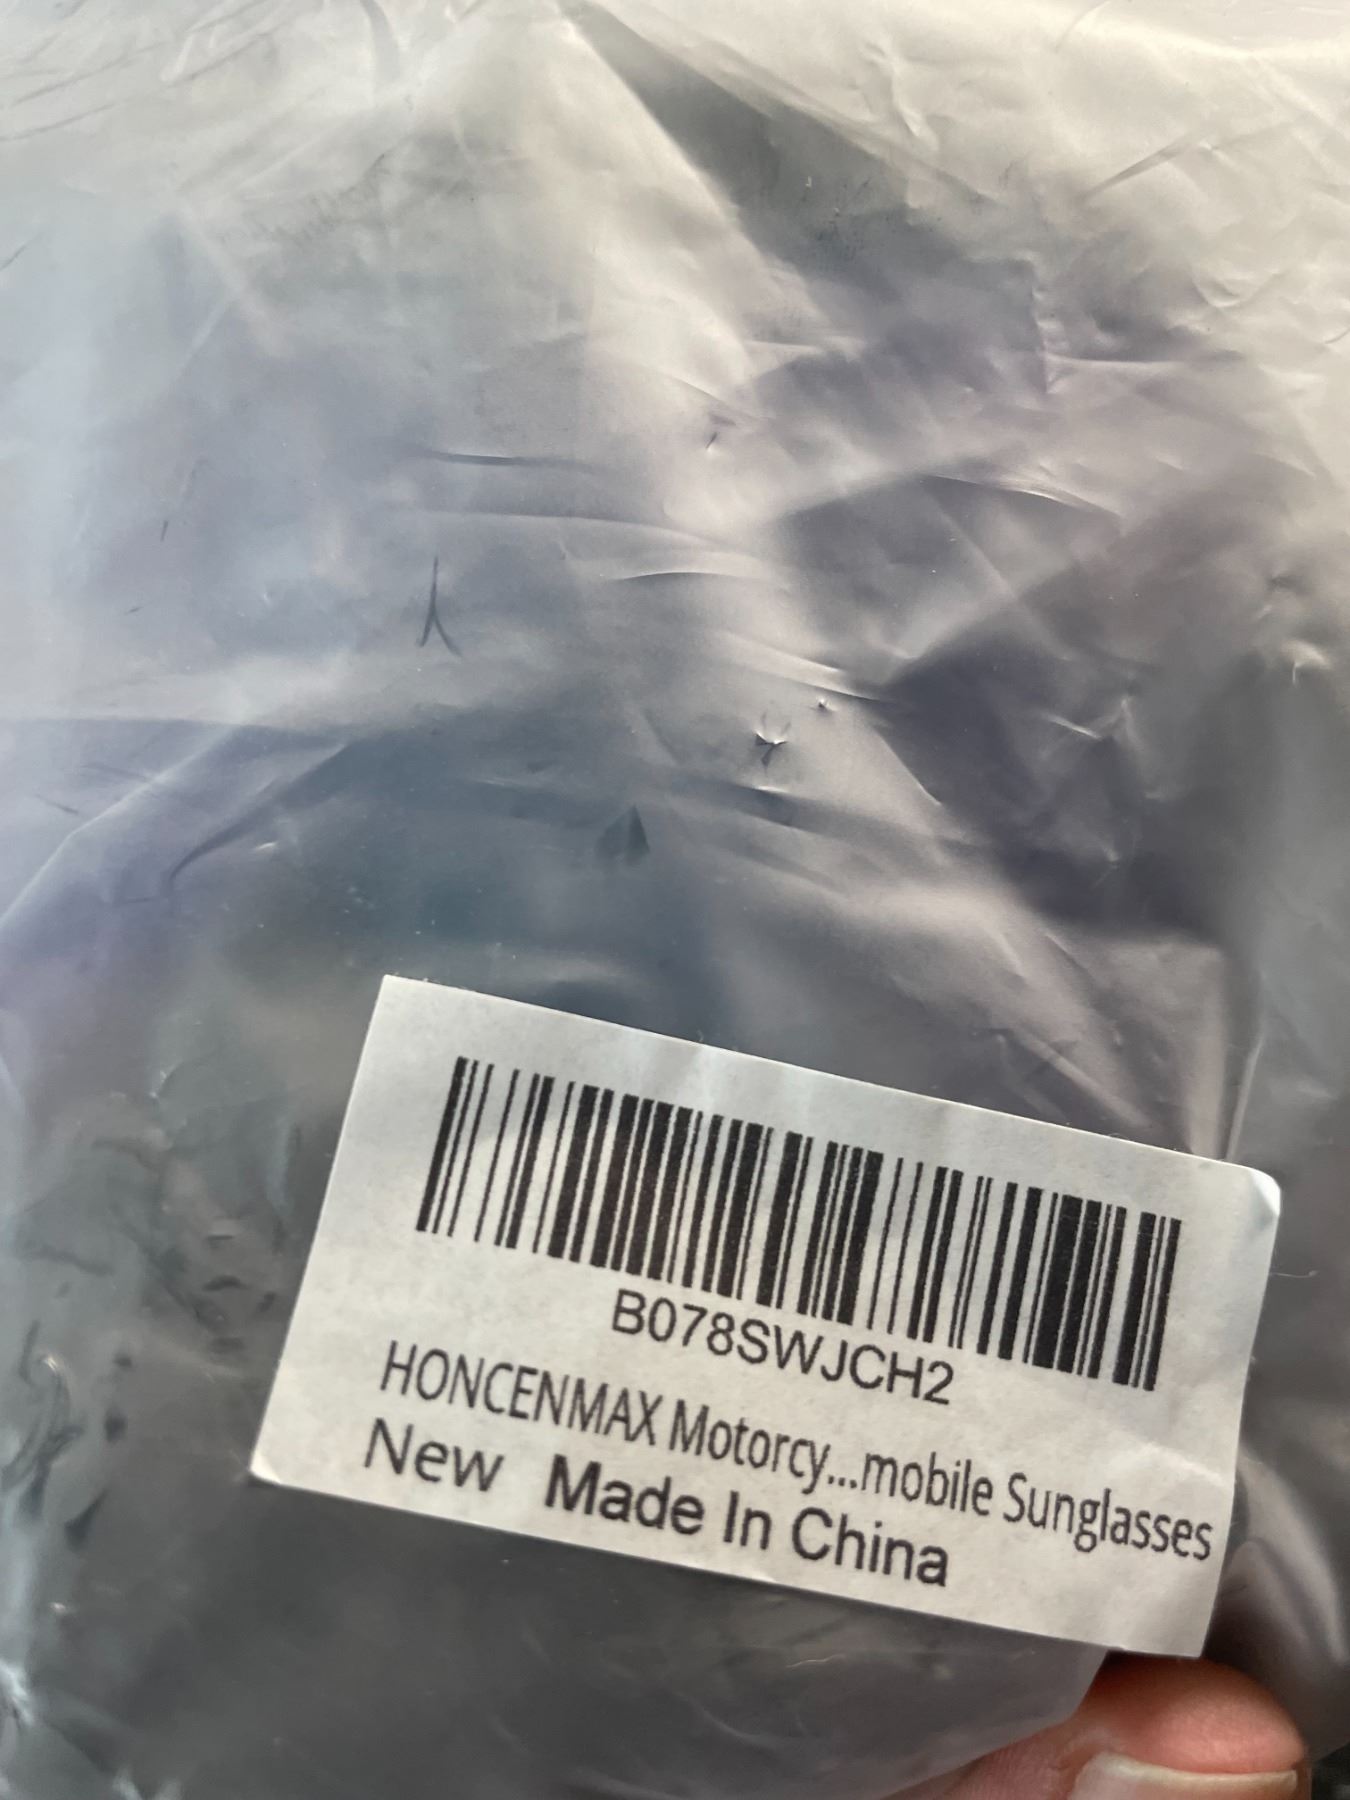 B078SWJCH2
HONCENMAX Motorcy...mobile Sunglasses
New Made In China